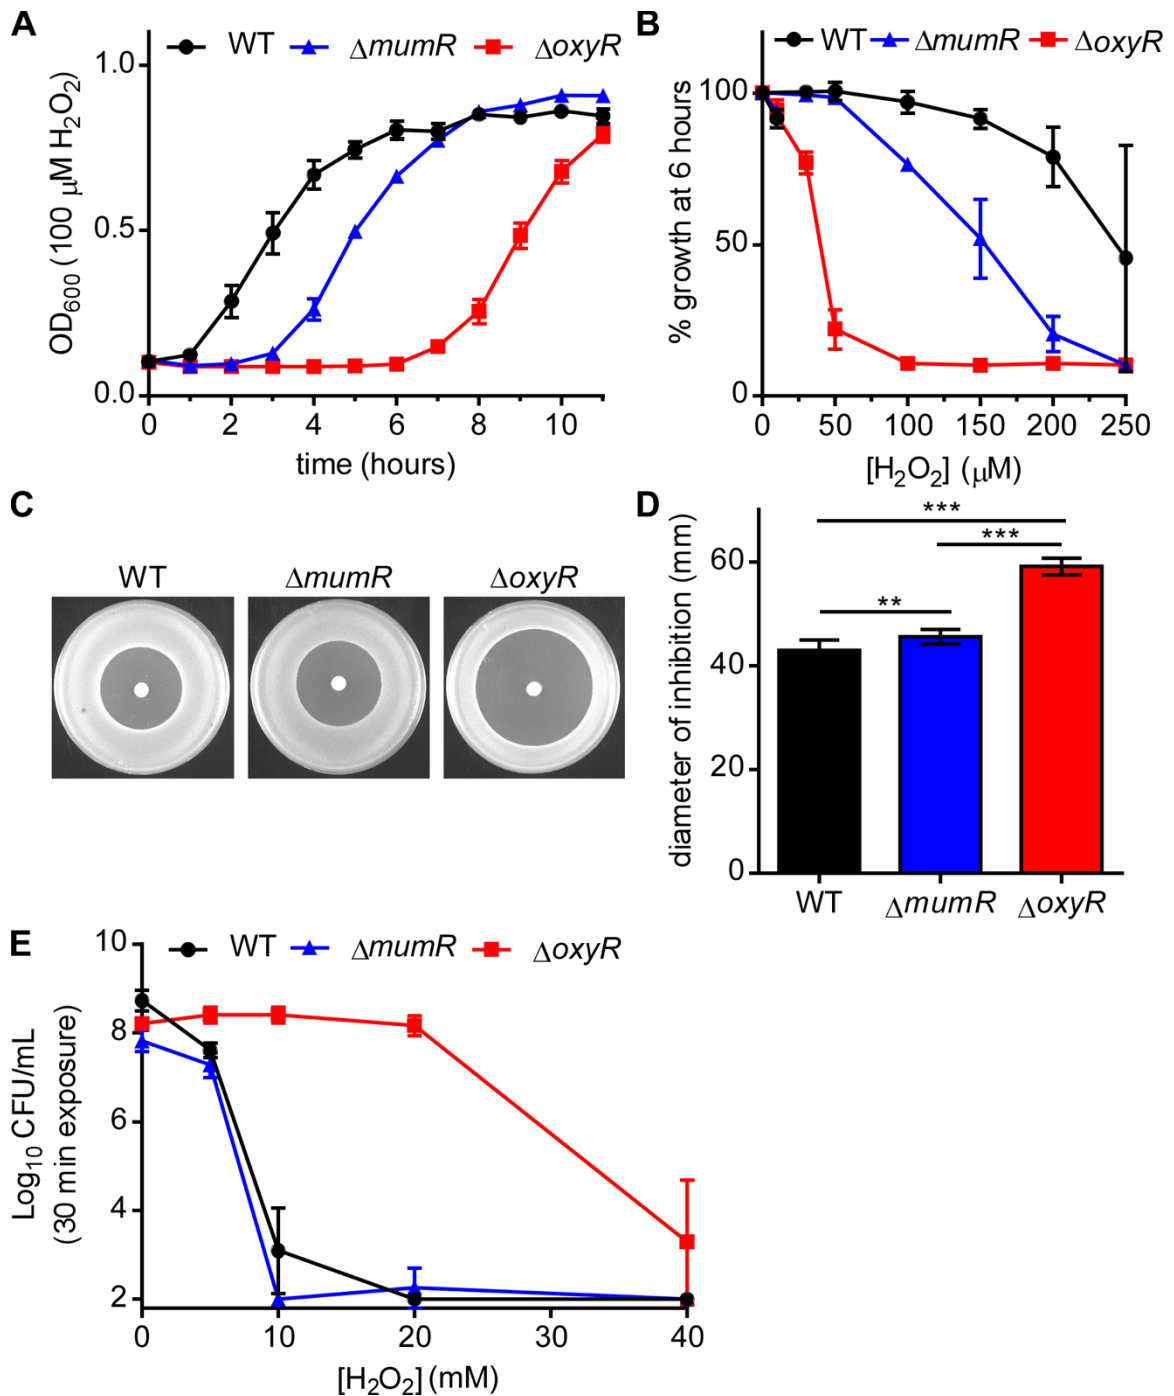 A
WT ΔmumR ΔoxyR
OD600 (100 μM H2O2)
1.0
0.5
0.0
0 2 4 6 8 10
time (hours)
B
WT ΔmumR ΔoxyR
% growth at 6 hours
100
50
0
0 50 100 150 200 250
[H2O2] (μM)
C
WT ΔmumR ΔoxyR
D
diameter of inhibition (mm)
60
40
20
0
***
***
**
WT ΔmumR ΔoxyR
E
WT ΔmumR ΔoxyR
Log10 CFU/mL
(30 min exposure)
10
8
6
4
2
0 10 20 30 40
[H2O2] (mM)